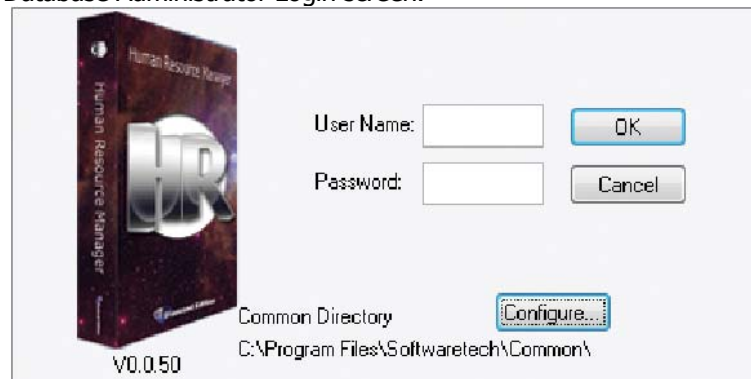 Database Administrator Login screen:
Human Resource Manager
Human Resource Manager
HR
User Name:
OK
Password:
Cancel
Common Directory
Configure...
C:\Program Files\Softwaretech\Common\
V0.0.50